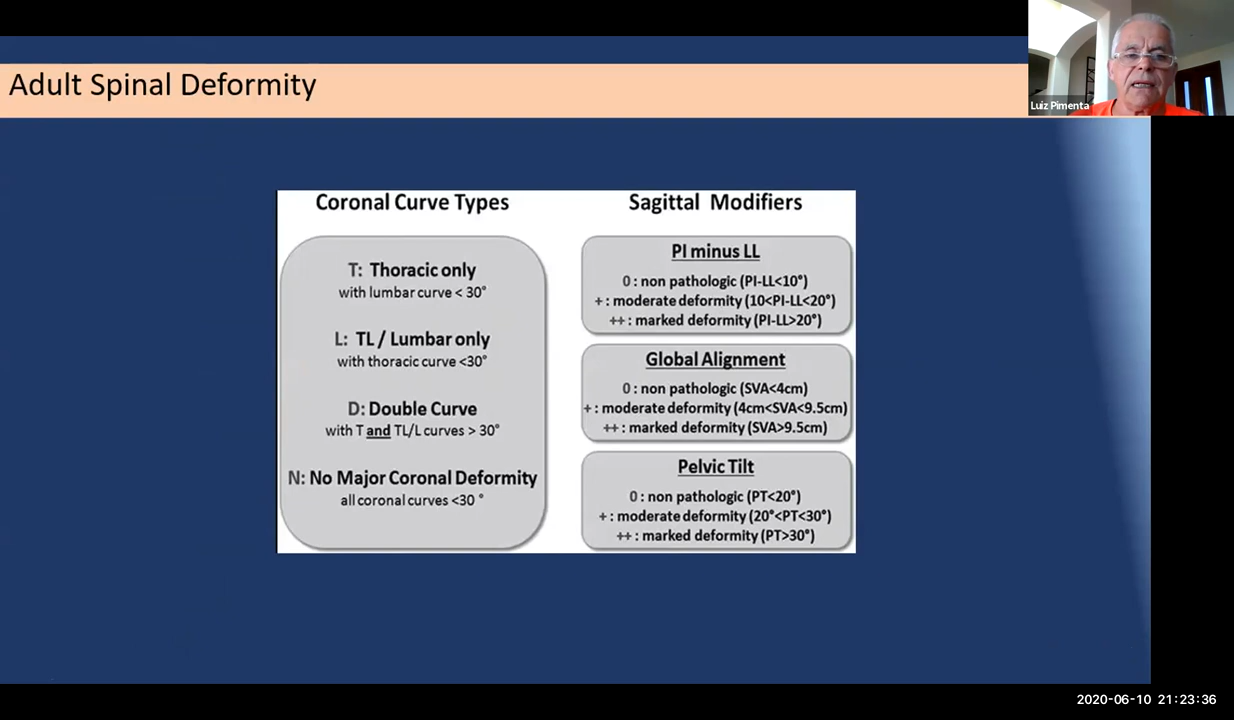 Adult Spinal Deformity
Luiz Pimenta
Coronal Curve Types
T: Thoracic only
with lumbar curve < 30°
L: TL / Lumbar only
with thoracic curve <30°
D: Double Curve
with T and TL/L curves > 30°
N: No Major Coronal Deformity
all coronal curves <30 °
Sagittal Modifiers
PI minus LL
0 : non pathologic (PI-LL<10°)
+ : moderate deformity (10<PI-LL<20°)
++ : marked deformity (PI-LL>20°)
Global Alignment
0 : non pathologic (SVA<4cm)
+ : moderate deformity (4cm<SVA<9.5cm)
++ : marked deformity (SVA>9.5cm)
Pelvic Tilt
0 : non pathologic (PT<20°)
+ : moderate deformity (20°<PT<30°)
++ : marked deformity (PT>30°)
2020-06-10 21:23:36